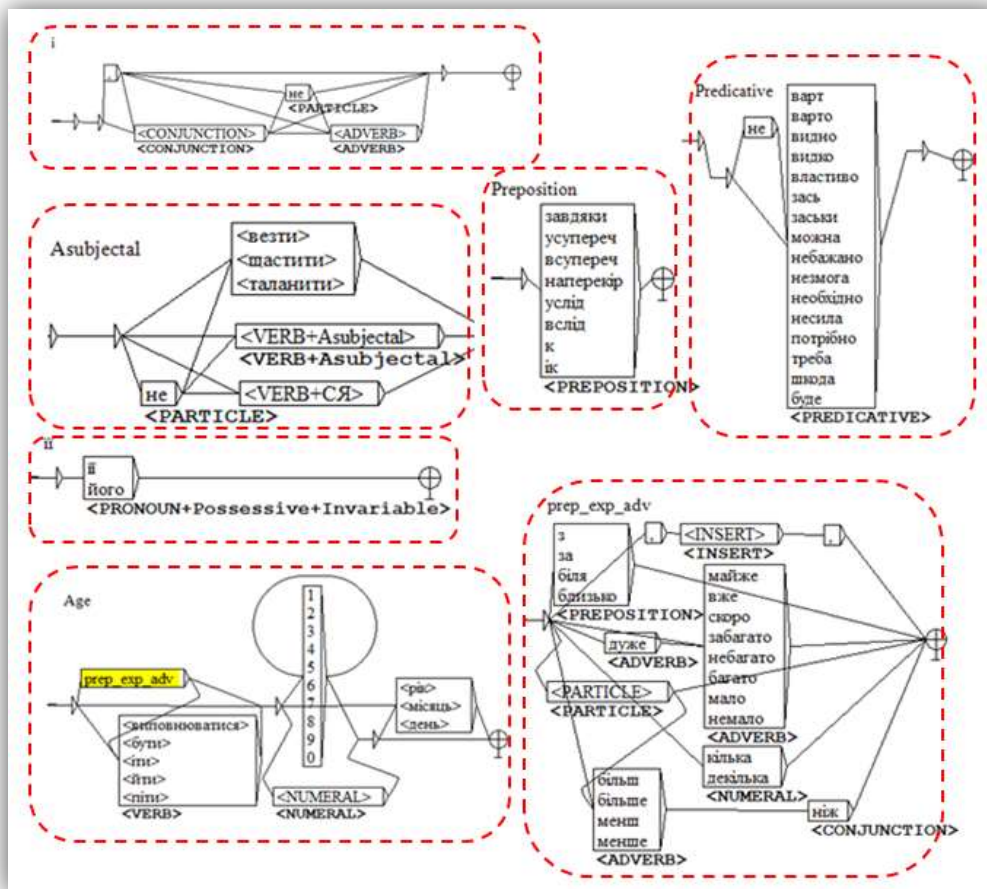 і
,
не
<PARTICLE>
<CONJUNCTION>
<CONJUNCTION>
<ADVERB>
<ADVERB>
Predicative
не
варт
варто
видно
видко
властиво
зась
заськи
можна
небажано
незмога
необхідно
несила
потрібно
треба
шкода
буде
<PREDICATIVE>
Asubjectal
<везти>
<щастити>
<таланити>
<VERB+Asubjectal>
<VERB+Asubjectal>
не
<PARTICLE>
<VERB+СЯ>
Preposition
завдяки
усупереч
всупереч
наперекір
услід
вслід
к
ік
<PREPOSITION>
її
її
його
<PRONOUN+Possessive+Invariable>
Age
prep_exp_adv
<виповнюватися>
<бути>
<іти>
<йти>
<піти>
<VERB>
1
2
3
4
5
6
7
8
9
0
<NUMERAL>
<NUMERAL>
<рік>
<місяць>
<день>
prep_exp_adv
з
за
біля
близько
<PREPOSITION>
,
<INSERT>
<INSERT>
,
дуже
<ADVERB>
<PARTICLE>
<PARTICLE>
майже
вже
скоро
забагато
небагато
багато
мало
немало
<ADVERB>
кілька
декілька
<NUMERAL>
більш
більше
менш
менше
<ADVERB>
ніж
<CONJUNCTION>